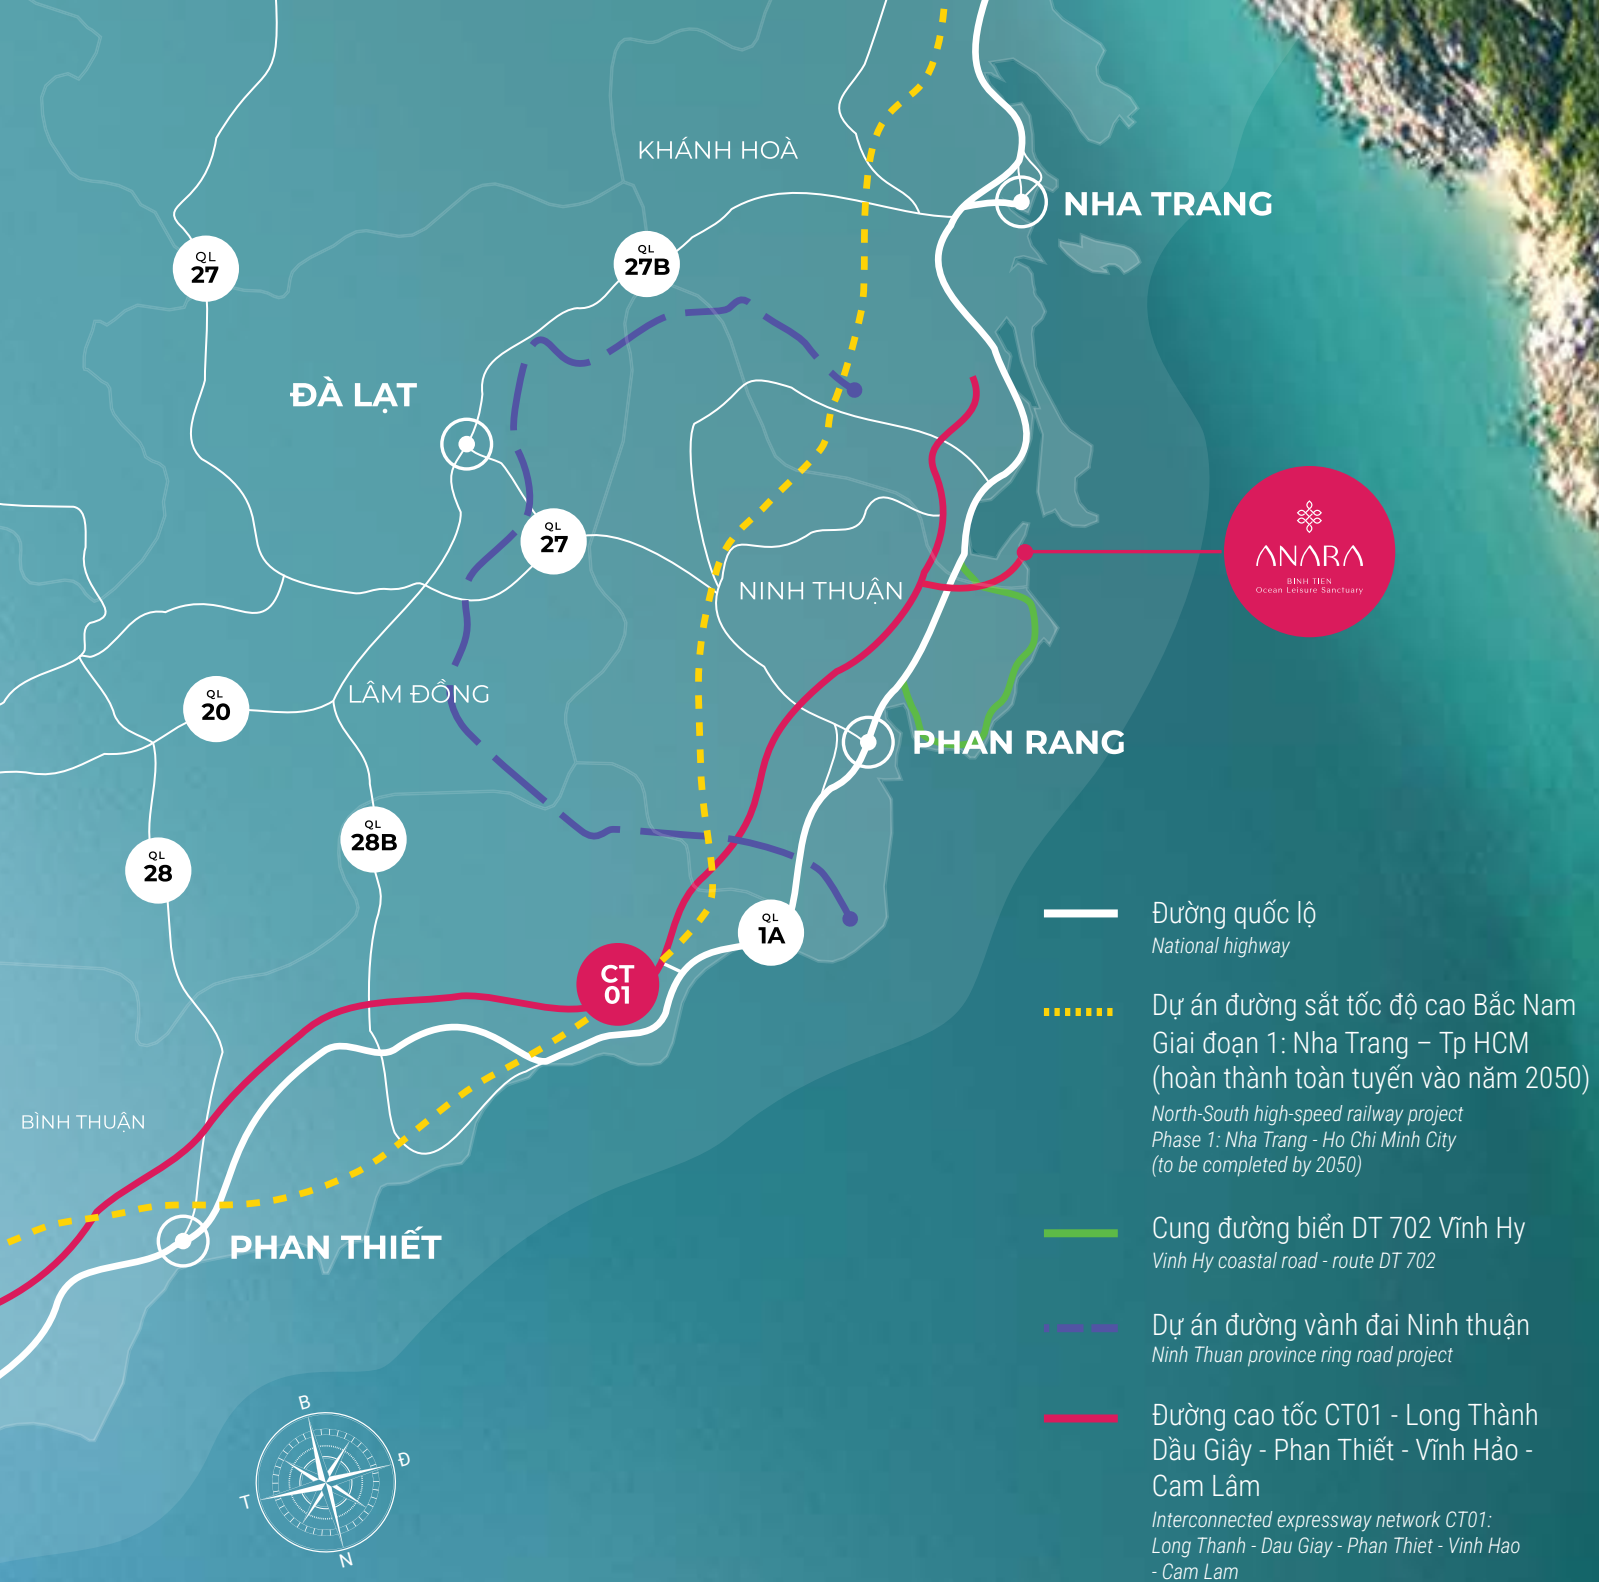 KHÁNH HOÀ
NHA TRANG
QL
27
QL
27B
ĐÀ LẠT
QL
27
ANARA
BINH TIEN
Ocean Leisure Sanctuary
NINH THUẬN
LÂM ĐỒNG
QL
20
PHAN RANG
QL
28B
QL
28
QL
1A
CT
01
BÌNH THUẬN
PHAN THIẾT
B
Đ
T
N
Đường quốc lộ
National highway
Dự án đường sắt tốc độ cao Bắc Nam
Giai đoạn 1: Nha Trang – Tp HCM
(hoàn thành toàn tuyến vào năm 2050)
North-South high-speed railway project
Phase 1: Nha Trang - Ho Chi Minh City
(to be completed by 2050)
Cung đường biển DT 702 Vĩnh Hy
Vinh Hy coastal road - route DT 702
Dự án đường vành đai Ninh thuận
Ninh Thuan province ring road project
Đường cao tốc CT01 - Long Thành
Dầu Giây - Phan Thiết - Vĩnh Hảo -
Cam Lâm
Interconnected expressway network CT01:
Long Thanh - Dau Giay - Phan Thiet - Vinh Hao
- Cam Lam